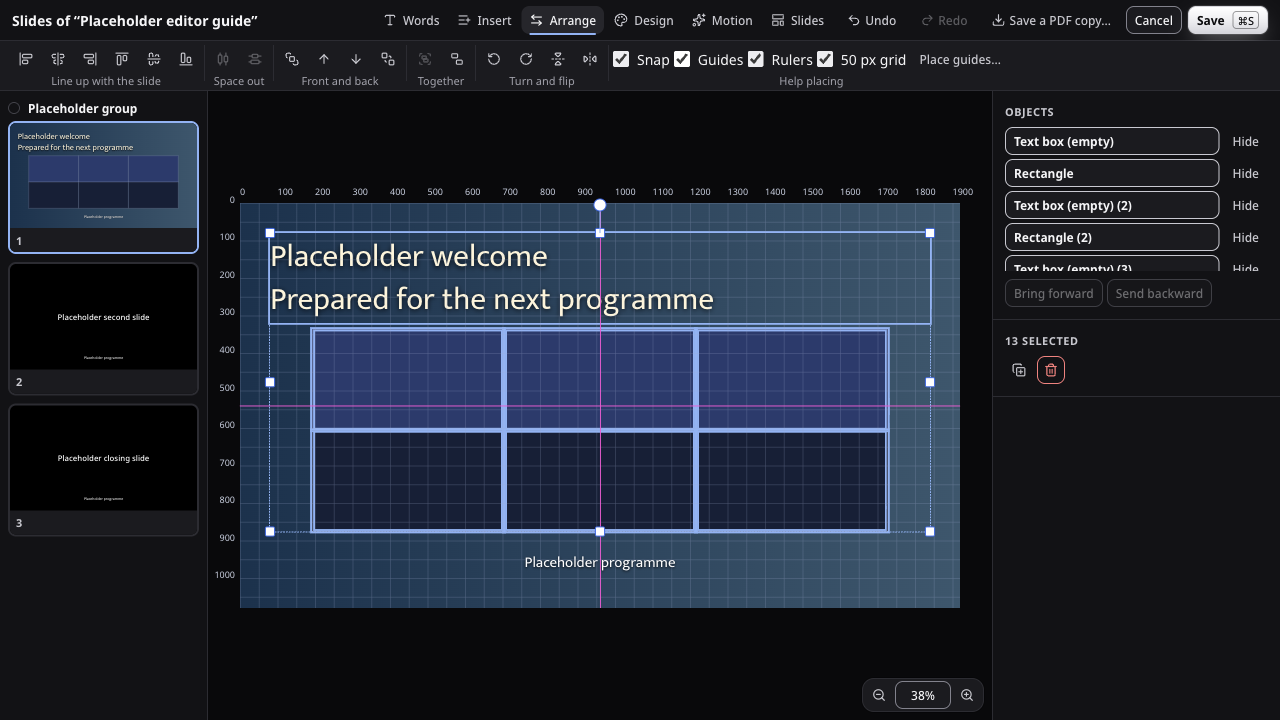 Slides of “Placeholder editor guide”
Words
Insert
Arrange
Design
Motion
Slides
Undo
Redo
Save a PDF copy...
Cancel
Save ⌘S
Line up with the slide
Space out
Front and back
Together
Turn and flip
Snap
Guides
Rulers
50 px grid
Place guides...
Help placing
Placeholder group
Placeholder welcome
Prepared for the next programme
Placeholder programme
1
Placeholder second slide
Placeholder programme
2
Placeholder closing slide
Placeholder programme
3
0 100 200 300 400 500 600 700 800 900 1000 1100 1200 1300 1400 1500 1600 1700 1800 1900
0
100
200
300
400
500
600
700
800
900
1000
Placeholder welcome
Prepared for the next programme
Placeholder programme
38%
OBJECTS
Text box (empty) Hide
Rectangle Hide
Text box (empty) (2) Hide
Rectangle (2) Hide
Text box (empty) (3) Hide
Bring forward
Send backward
13 SELECTED